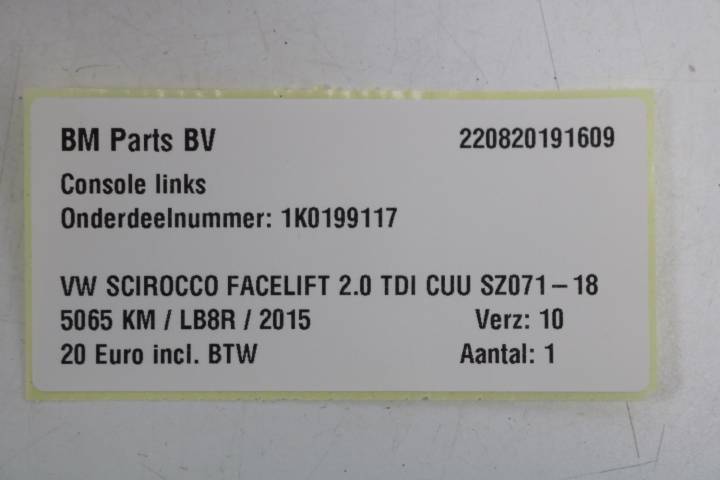 BM Parts BV 220820191609
Console links
Onderdeelnummer: 1K0199117
VW SCIROCCO FACELIFT 2.0 TDI CUU SZ071-18
5065 KM / LB8R / 2015 Verz: 10
20 Euro incl. BTW Aantal: 1